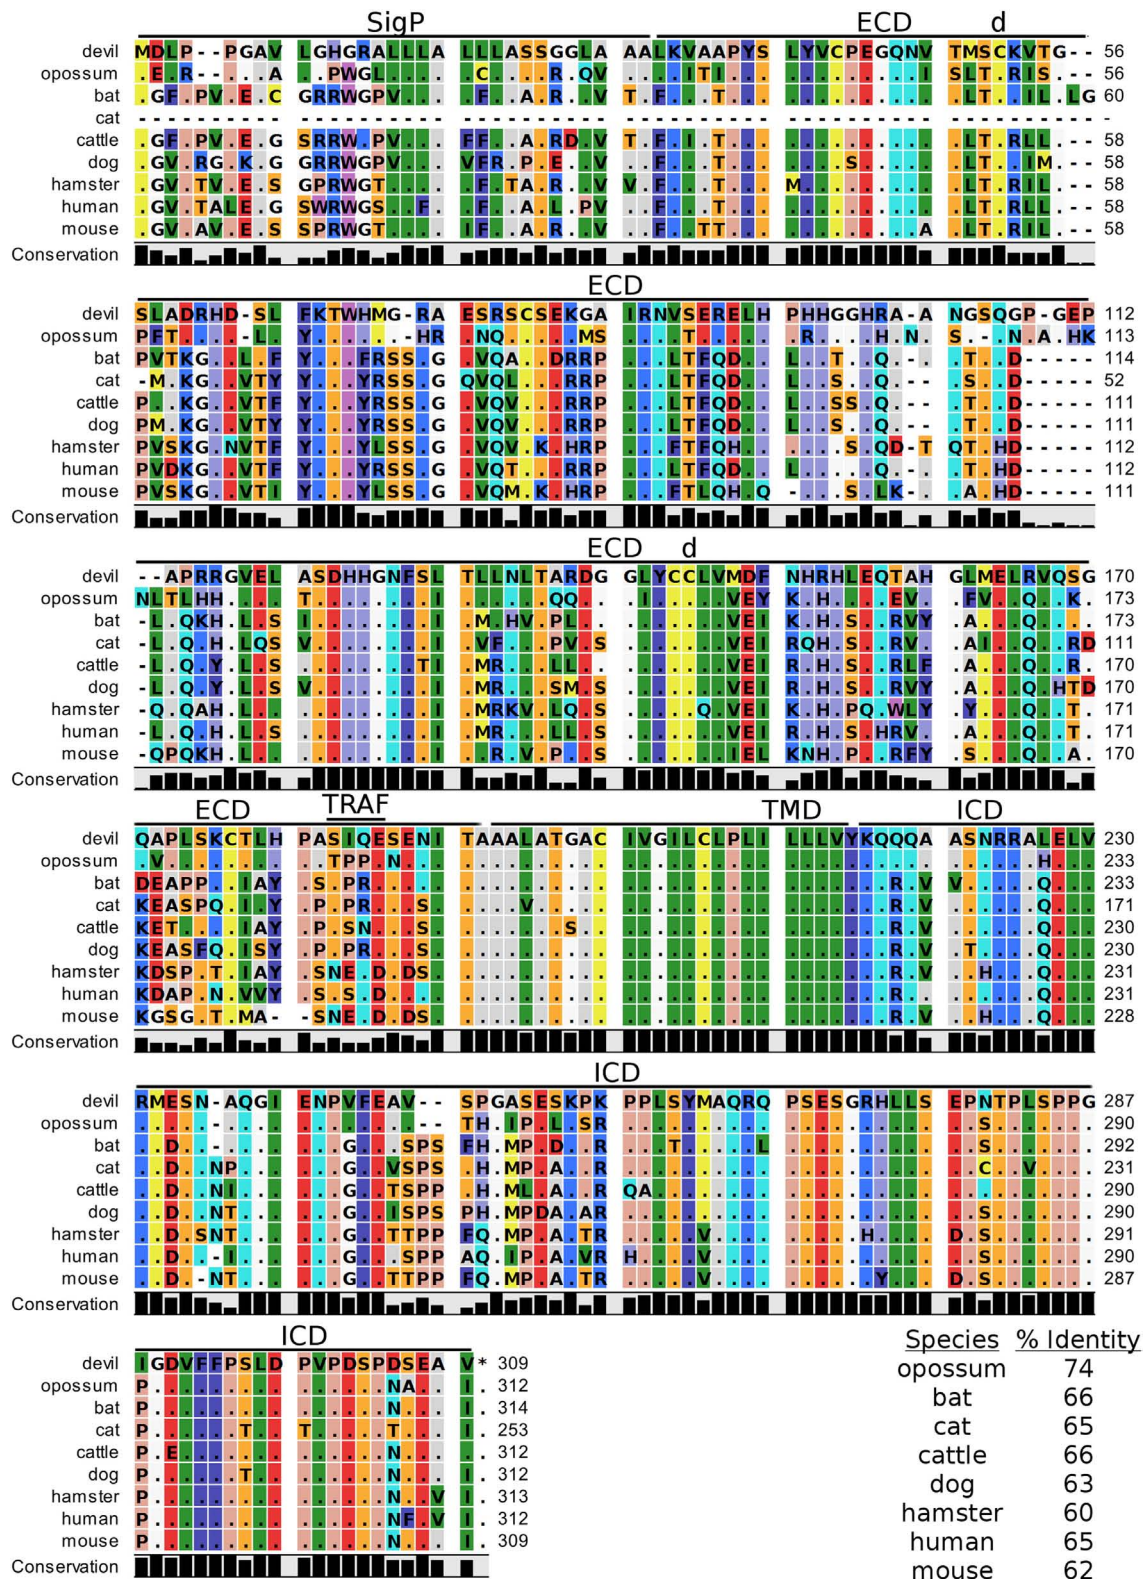 SigP ECD d
devil MDLP--PGAV LGHGRALLLA LLLASSGGLA AALKVAAPYS LYVCPEGQNV TMSCKVTG-- 56
opossum .E.R--...A ..PWGL.... .C....R.QV ....ITI... .........I SLT.RIS.-- 56
bat .GF.PV.E.C GRRWGPV... .F..A.R..V T.F...T... .......... .LT..IL.LG 60
cat ---------- ---------- ---------- ---------- ---------- ---------- -
cattle .GF.PV.E.G SRRW.PV... FF..A.RD.V T.F.I.T... .......... .LT.RLL.-- 58
dog .GV.RG.K.G GRRWGPV... VFR.P.E..V ..F...T... ....S..... .LT..IM.-- 58
hamster .GV.TV.E.S GPRWGT.... .F.TA.R..V V.F...T... M......... .LT.RIL.-- 58
human .GV.TALE.G SWRWGS..F. .F..A.L.PV ..F...T... .......... .LT.RLL.-- 58
mouse .GV.AV.E.S SPRWGT.... IF..A.R..V ..F..TT... .........A .LT.RIL.-- 58
Conservation
ECD
devil SLADRHD-SL FKTWHMG-RA ESRSCSEKGA IRNVSERELH PHHGGHRA-A NGSQGP-GEP 112
opossum PFT....-L. Y......-HR .NQ.....MS ....T..... .R....H.N. S...N.A.HK 113
bat PVTKG..L.F Y...FRSS.G .VQA..DRRP ...LTFQD.. L..T..Q..- .T..D----- 114
cat -M.KG..VTY Y...YRSS.G QVQL...RRP ...LTFQD.. L..S..Q.-- .S..D----- 52
cattle P..KG..VTF Y...YRSS.G .VQV...RRP ...LTFQD.. L..SS.Q.-. .T..D----- 111
dog PM.KG..VTF Y...YRSS.G .VQV...RRP ...LTFQD.. L..S..Q.-. .T..D----- 111
hamster PVSKG.NVTF Y...YLSS.G .VQV.K.HRP ...FTFQH.. ....S.QD-T QT.HD----- 112
human PVDKG..VTF Y...YRSS.G .VQT...RRP ...LTFQD.. L.....Q.-. .T.HD----- 112
mouse PVSKG..VTI Y...YLSS.G .VQM.K.HRP ...FTLQH.Q -...S.LK-. .A.HD----- 111
Conservation
ECD d
devil --APRRGVEL ASDHHGNFSL TLLNLTARDG GLYCCLVMDF NHRHLEQTAH GLMELRVQSG 170
opossum NLTLHH.... T........I ......QQ.. .I.....VEY K.H....EV. FV...Q..K. 173
bat -L.QKH.L.S I........I .M.HV.PL.. .......VEI K.H.S..RVY .A...Q.... 173
cat -L.Q.H.LQS V........I .VF...PV.S .......VEI RQH.S..RVY .AI..Q..RD 111
cattle -L.Q.Y.L.S ........TI .MR...LL.. .......VEI R.H.S..RLF .A...Q..R. 170
dog -L.Q.Y.L.S V........I .MR...SM.S .......VEI R.H.S..RVY .A...Q.HTD 170
hamster -Q.QAH.L.. .........I .MRKV.LQ.S .....Q.VEI K.H.PQ.WLY .Y...Q..T. 171
human -L.Q.H.L.S .........I .MR...LL.S .......VEI R.H.S.HRV. .A...Q..T. 171
mouse -QPQKH.L.. .........I ...R.VPR.S .......IEL KNH.P..RFY .S...Q..A. 170
Conservation
ECD TRAF TMD ICD
devil QAPLSKCTLH PASIQESENI TAAALATGAC IVGILCLPLI LLLVYKQQQA ASNRRALELV 230
opossum .V........ ...TPP.N.. .......... .......... .......... ......H... 233
bat DEAPP..IAY .S.PR..... .......... .......... .......R.V V.....Q... 233
cat KEASPQ.I.Y .P.PR...S. .....V.... .......... .......R.V ......Q... 171
cattle KET....IAY .P.SN...S. .......S.. .......... .......R.V ......Q... 230
dog KEASFQ.ISY .P.PR...S. .......... .......... .......R.V .T....Q... 230
hamster KDSP.T.IAY .SNE.D.DS. .......... .......... .......R.V ..H...Q... 231
human KDAP.N.VVY .S.S.D.... .......... .......... .......R.. ......Q... 231
mouse KGSG.T.MA- -SNE.D.DS. .......... .......... .......R.V ..H...Q... 228
Conservation
ICD
devil RMESN-AQGI ENPVFEAV-- SPGASESKPK PPLSYMAQRQ PSESGRHLLS EPNTPLSPPG 287
opossum .....-.... ........-- TH.IP.L.SR .......... .......... ..S....... 290
bat ..D..-.... ...G...SPS FH.MP.D..R ...T.....L .......... ..S....... 292
cat ..D..NP... ...G..VSPS .H.MP.A..R .......... .......... ..C..V.... 231
cattle ..D..NI... ...G..TSPP .H.ML.A..R QA........ .......... ..S....... 290
dog ..D..NT... ...G..ISPS PH.MPDA.AR .......... .......... ..S....... 290
hamster ..D.SNT... ...G..TTPP FQ.MP.A.TR .....V.... .....H.... D.S....... 291
human ..D..-I... ...G...SPP AQ.IP.A.VR H....V.... .......... ..S....... 290
mouse ..D.-NT... ...G..TTPP FQ.MP.A.TR .....V.... ......Y... D.S....... 287
Conservation
ICD
devil IGDVFFPSLD PVPDSPDSEA V* 309
opossum P......... ......NA.. I. 312
bat P......... .......... I. 314
cat P......T.. T.....T... I. 253
cattle P.E....... ......N... .. 312
dog P......T.. ......N... I. 312
hamster P......... ......N..V I. 313
human P......... ......NF.V I. 312
mouse P......... ......N... I. 309
Conservation
Species % Identity
opossum 74
bat 66
cat 65
cattle 66
dog 63
hamster 60
human 65
mouse 62